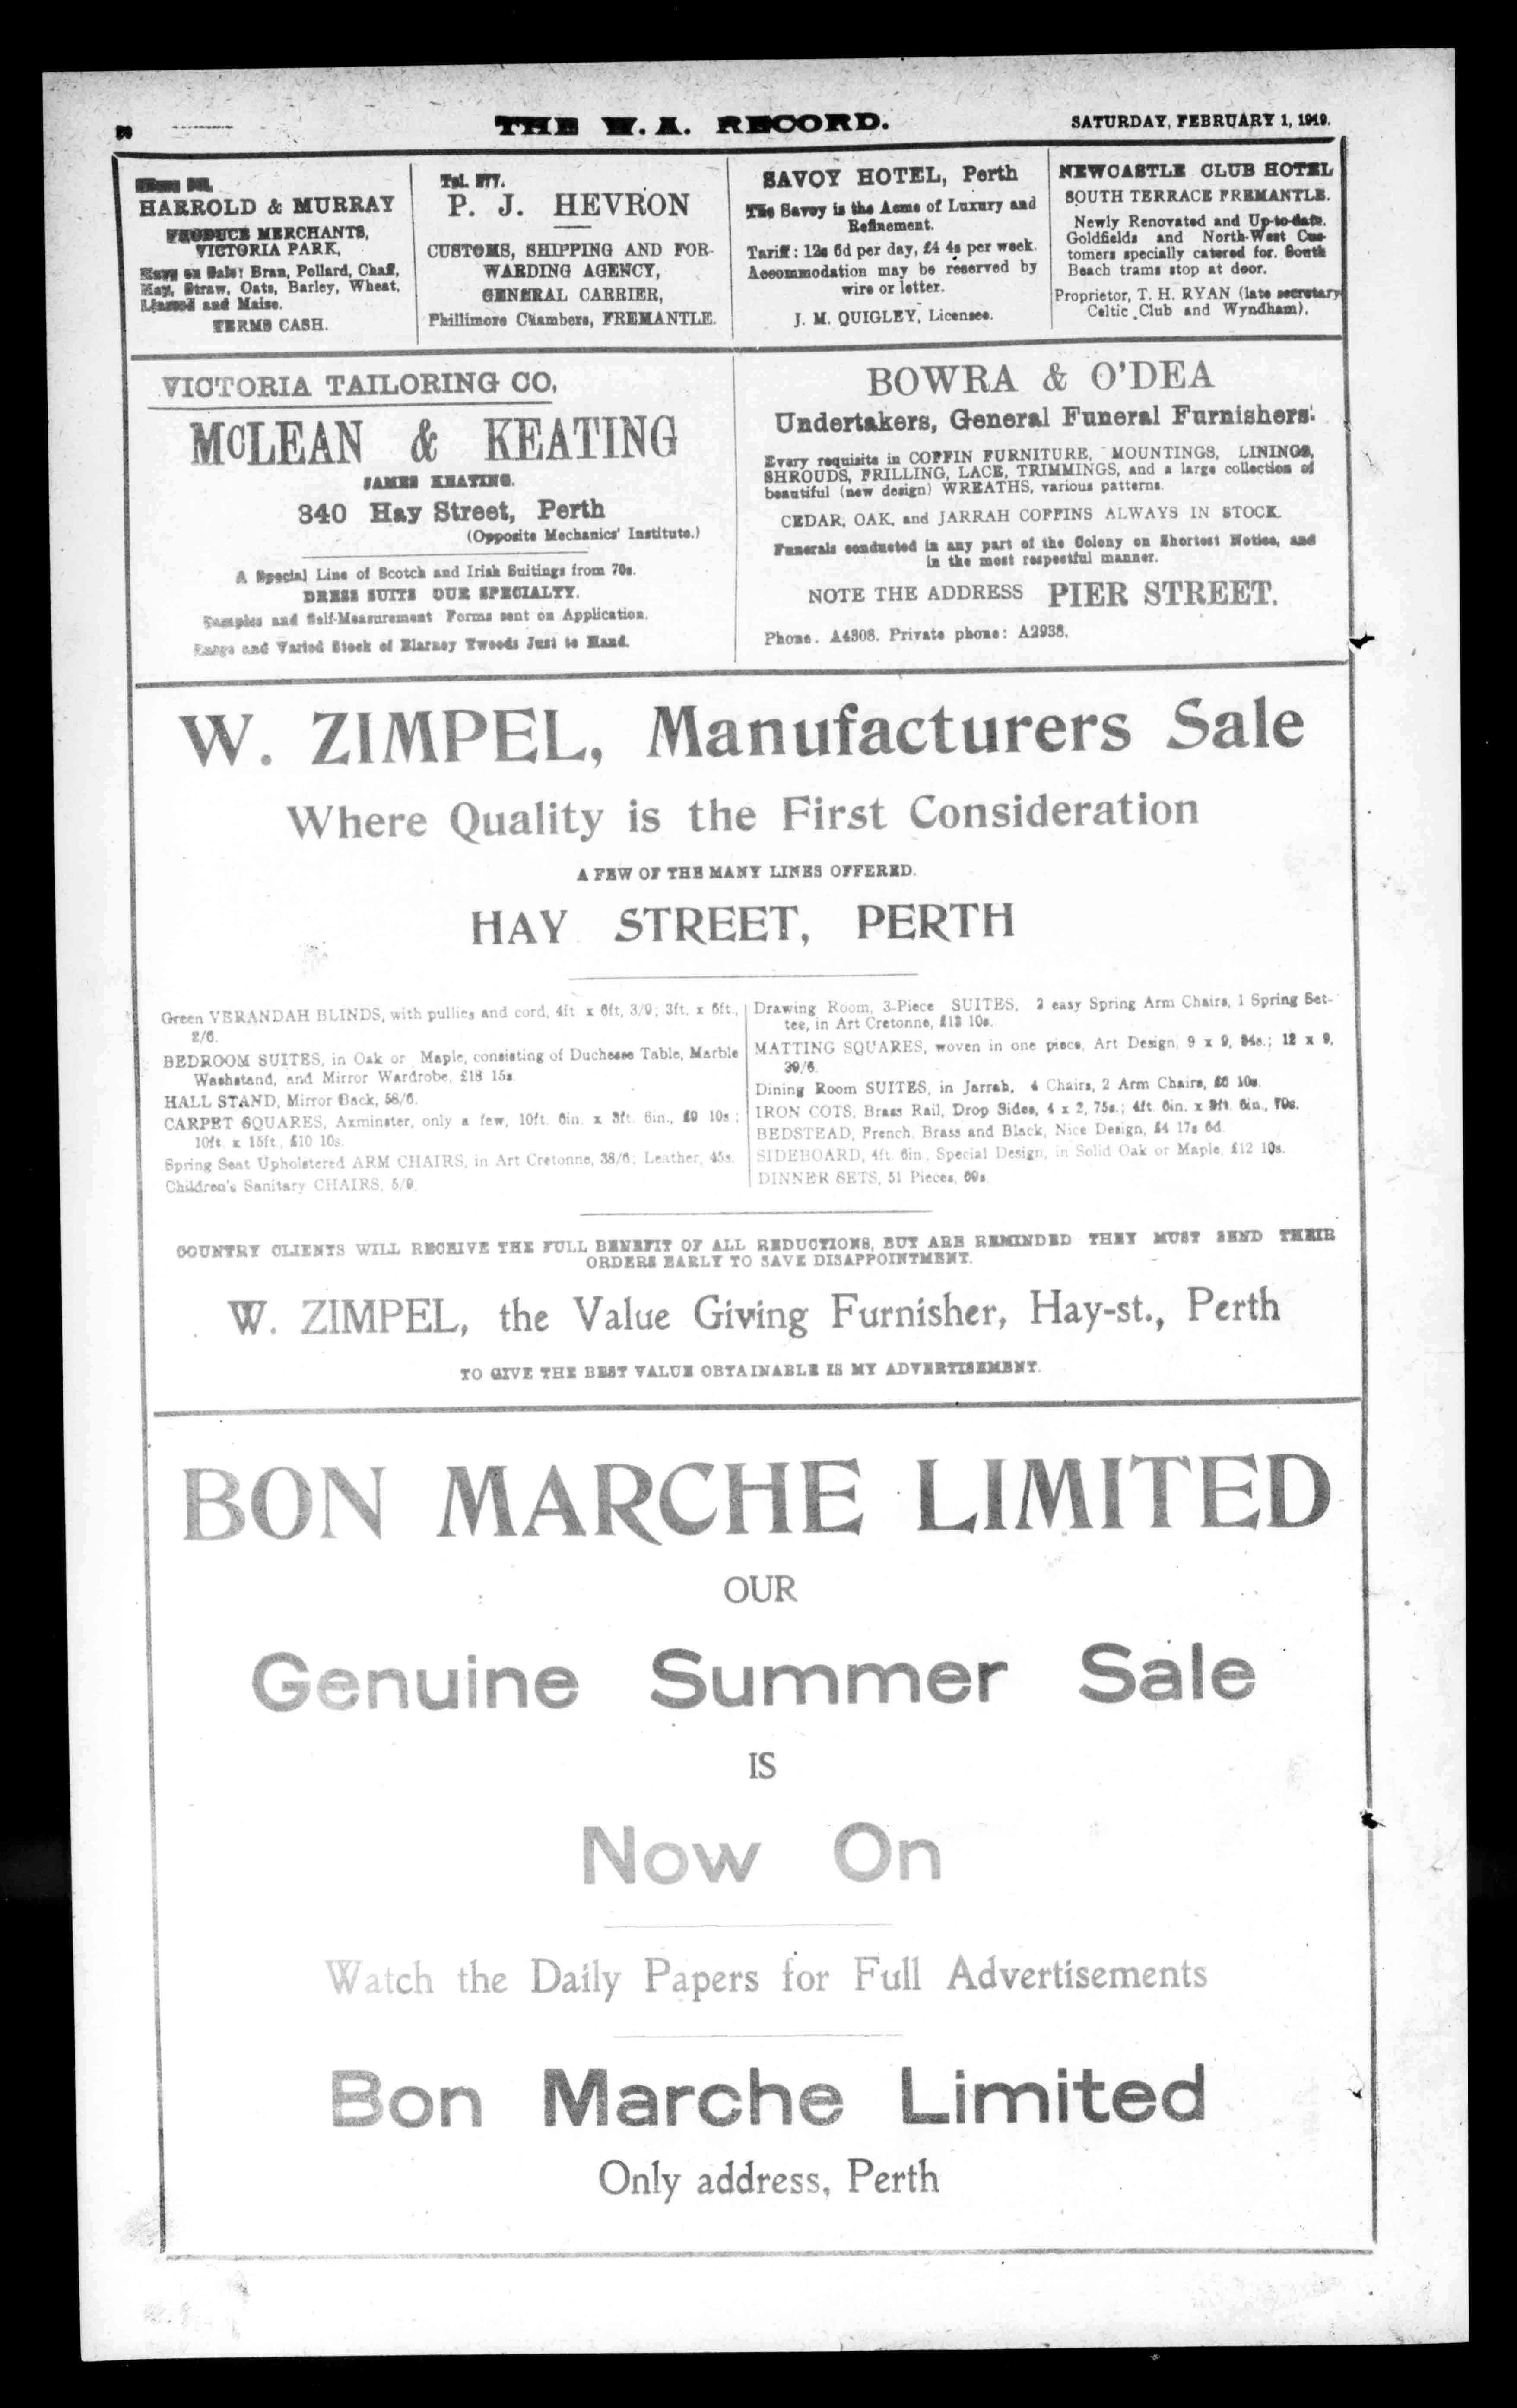 THE W.A. RECORD.
SATURDAY, FEBRUARY 1, 1919.
HARROLD & MURRAY
PRODUCE MERCHANTS,
VICTORIA PARK,
Have on Sale: Bran, Pollard, Chaff,
Hay, Straw, Oats, Barley, Wheat,
Linseed and Maize.
TERMS CASH.
Tel. 877.
P. J. HEVRON
CUSTOMS, SHIPPING AND FOR-
WARDING AGENCY,
GENERAL CARRIER,
Phillimore Chambers, FREMANTLE.
SAVOY HOTEL, Perth
The Savoy is the Acme of Luxury and
Refinement.
Tariff: 12s 6d per day, £4 4s per week.
Accommodation may be reserved by
wire or letter.
J. M. QUIGLEY, Licensee.
NEWCASTLE CLUB HOTEL
SOUTH TERRACE FREMANTLE.
Newly Renovated and Up-to-date.
Goldfields and North-West Cus-
tomers specially catered for. South
Beach trams stop at door.
Proprietor, T. H. RYAN (late secretary
Celtic Club and Wyndham).
VICTORIA TAILORING CO,
McLEAN & KEATING
JAMES KEATING.
340 Hay Street, Perth
(Opposite Mechanics' Institute.)
A Special Line of Scotch and Irish Suitings from 70s.
DRESS SUITS OUR SPECIALTY.
Samples and Self-Measurement Forms sent on Application.
Large and Varied Stock of Blarney Tweeds Just to Hand.
BOWRA & O'DEA
Undertakers, General Funeral Furnishers.
Every requisite in COFFIN FURNITURE, MOUNTINGS, LININGS,
SHROUDS, FRILLING, LACE, TRIMMINGS, and a large collection of
beautiful (new design) WREATHS, various patterns.
CEDAR, OAK, and JARRAH COFFINS ALWAYS IN STOCK.
Funerals conducted in any part of the Colony on Shortest Notice, and
in the most respectful manner.
NOTE THE ADDRESS PIER STREET.
Phone. A4308. Private phone: A2938.
W. ZIMPEL, Manufacturers Sale
Where Quality is the First Consideration
A FEW OF THE MANY LINES OFFERED.
HAY STREET, PERTH
Green VERANDAH BLINDS, with pullies and cord, 4ft x 6ft, 3/9; 3ft. x 6ft.,
2/6.
BEDROOM SUITES, in Oak or Maple, consisting of Duchesse Table, Marble
Washstand, and Mirror Wardrobe, £18 15s.
HALL STAND, Mirror Back, 58/6.
CARPET SQUARES, Axminster, only a few, 10ft. 6in. x 8ft. 6in., £9 10s;
10ft. x 15ft., £10 10s.
Spring Seat Upholstered ARM CHAIRS, in Art Cretonne, 38/6; Leather, 45s.
Children's Sanitary CHAIRS, 5/9.
Drawing Room, 3-Piece SUITES, 2 easy Spring Arm Chairs, 1 Spring Set-
tee, in Art Cretonne, £13 10s.
MATTING SQUARES, woven in one piece, Art Design, 9 x 9, 34s.; 12 x 9,
39/6.
Dining Room SUITES, in Jarrah, 4 Chairs, 2 Arm Chairs, £6 10s.
IRON COTS, Brass Rail, Drop Sides, 4 x 2, 75s.; 4ft. 6in. x 2ft. 6in., 70s.
BEDSTEAD, French, Brass and Black, Nice Design, £4 17s 6d.
SIDEBOARD, 4ft. 6in., Special Design, in Solid Oak or Maple, £12 10s.
DINNER SETS, 51 Pieces, 69s.
COUNTRY CLIENTS WILL RECEIVE THE FULL BENEFIT OF ALL REDUCTIONS, BUT ARE REMINDED THEY MUST SEND THEIR
ORDERS EARLY TO SAVE DISAPPOINTMENT.
W. ZIMPEL, the Value Giving Furnisher, Hay-st., Perth
TO GIVE THE BEST VALUE OBTAINABLE IS MY ADVERTISEMENT.
BON MARCHE LIMITED
OUR
Genuine Summer Sale
IS
Now On
Watch the Daily Papers for Full Advertisements
Bon Marche Limited
Only address, Perth